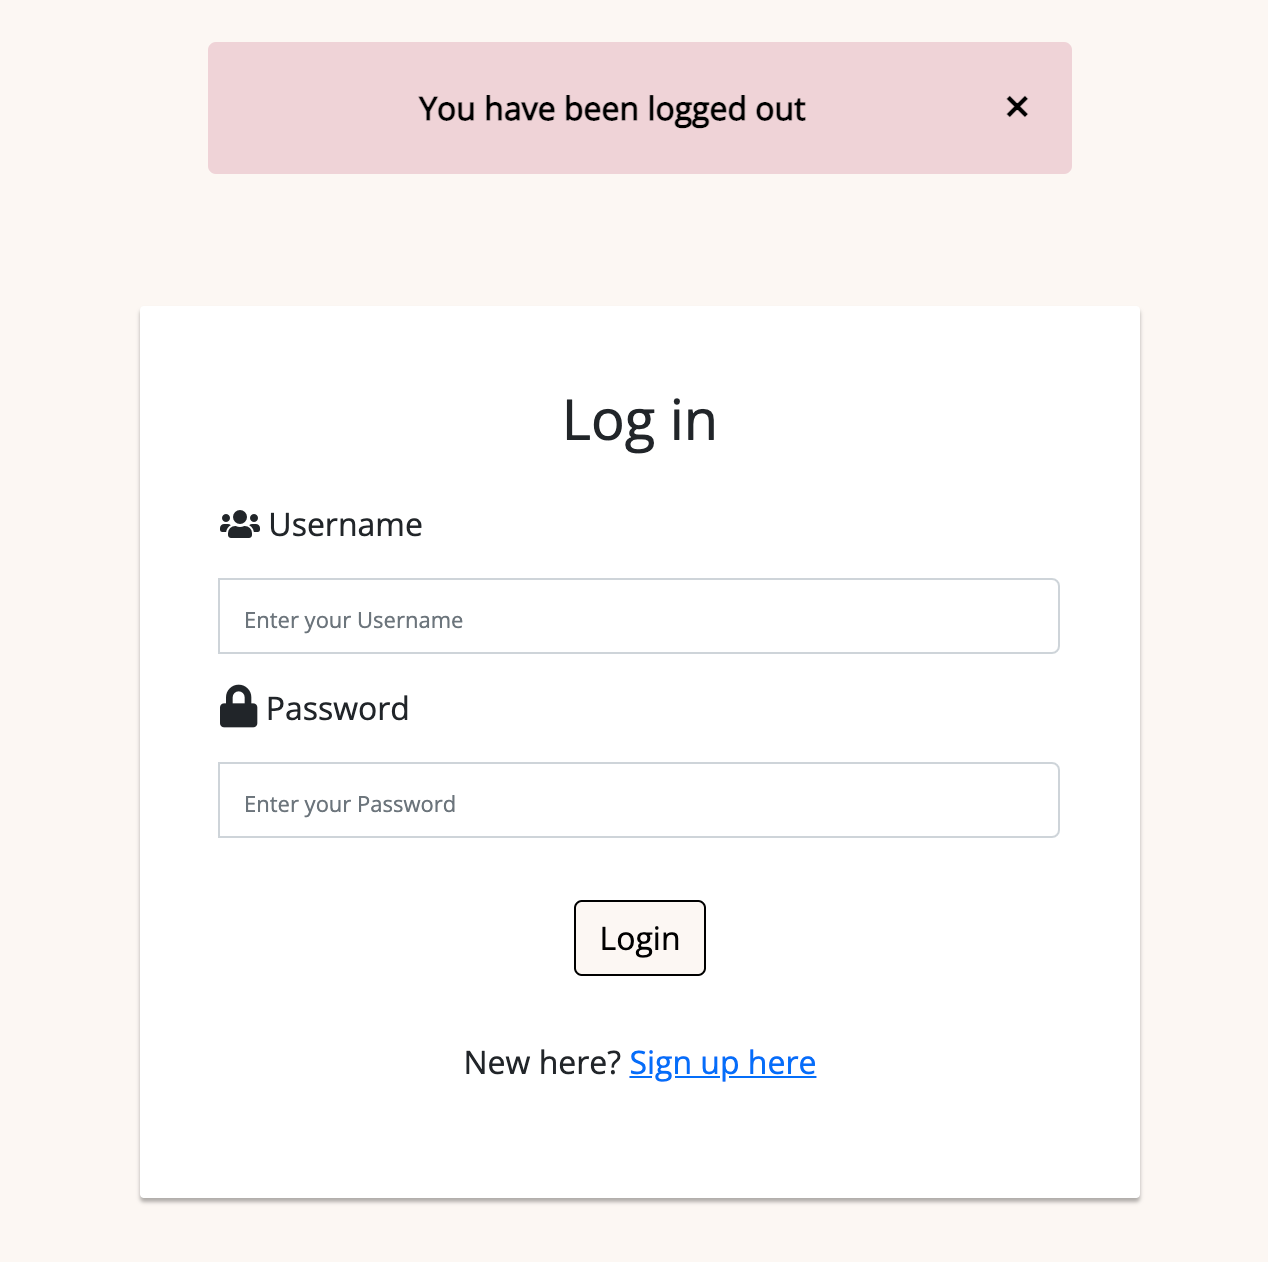 You have been logged out
Log in
Username
Enter your Username
Password
Enter your Password
Login
New here? Sign up here